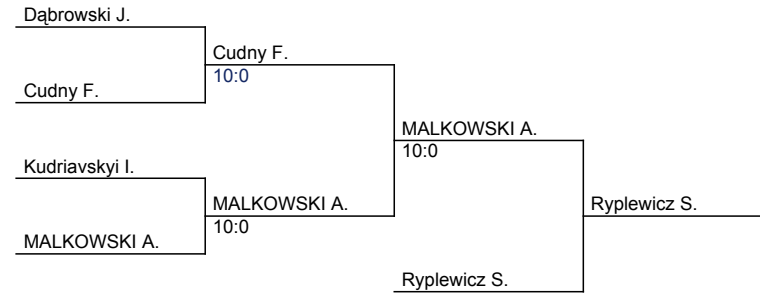 Dąbrowski J.
Cudny F.
10:0
Cudny F.
MALKOWSKI A.
10:0
Kudriavskyi I.
MALKOWSKI A.
10:0
Ryplewicz S.
MALKOWSKI A.
Ryplewicz S.